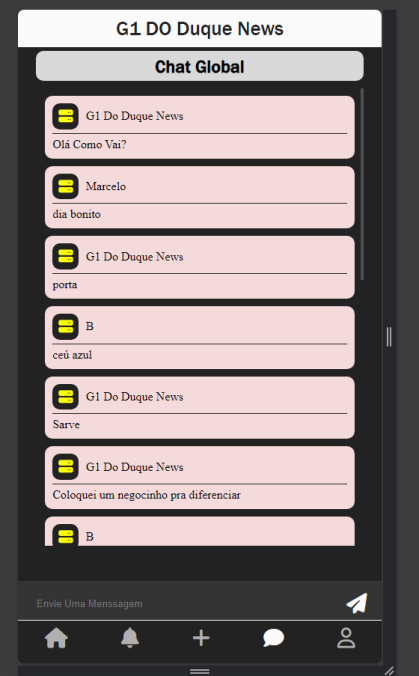 G1 DO Duque News
Chat Global
G1 Do Duque News
Olá Como Vai?
Marcelo
dia bonito
G1 Do Duque News
porta
B
ceú azul
G1 Do Duque News
Sarve
G1 Do Duque News
Coloquei um negocinho pra diferenciar
B
Envie Uma Menssagem